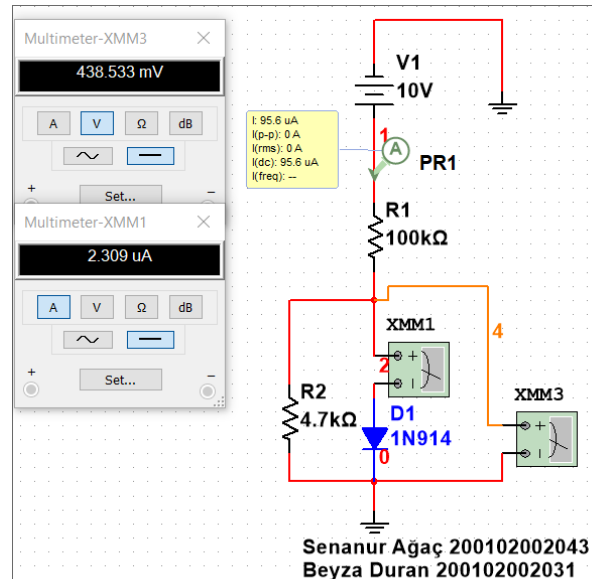 Multimeter-XMM3
438.533 mV
A V Ω dB
+ Set... –
Multimeter-XMM1
2.309 uA
A V Ω dB
+ Set... –
V1
10V
I: 95.6 uA
I(p-p): 0 A
I(rms): 0 A
I(dc): 95.6 uA
I(freq): --
1
A
PR1
R1
100kΩ
XMM1
4
2
+
–
R2
4.7kΩ
D1
1N914
0
XMM3
+
–
Senanur Ağaç 200102002043
Beyza Duran 200102002031